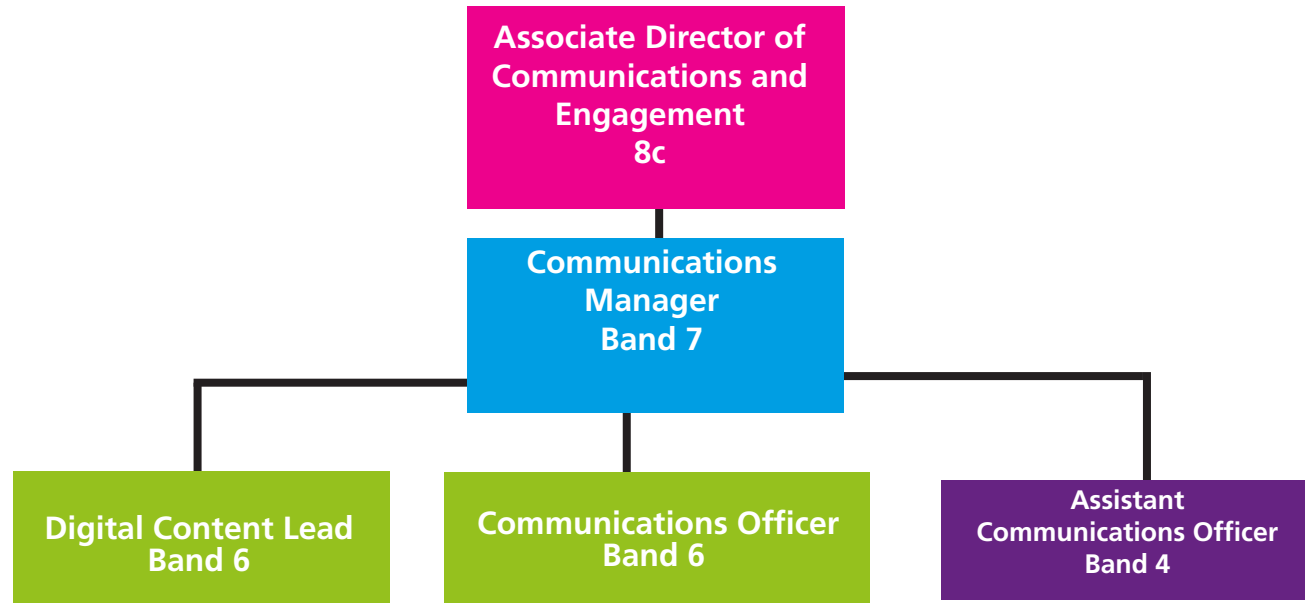 Associate Director of
Communications and
Engagement
8c
Communications
Manager
Band 7
Digital Content Lead
Band 6
Communications Officer
Band 6
Assistant
Communications Officer
Band 4